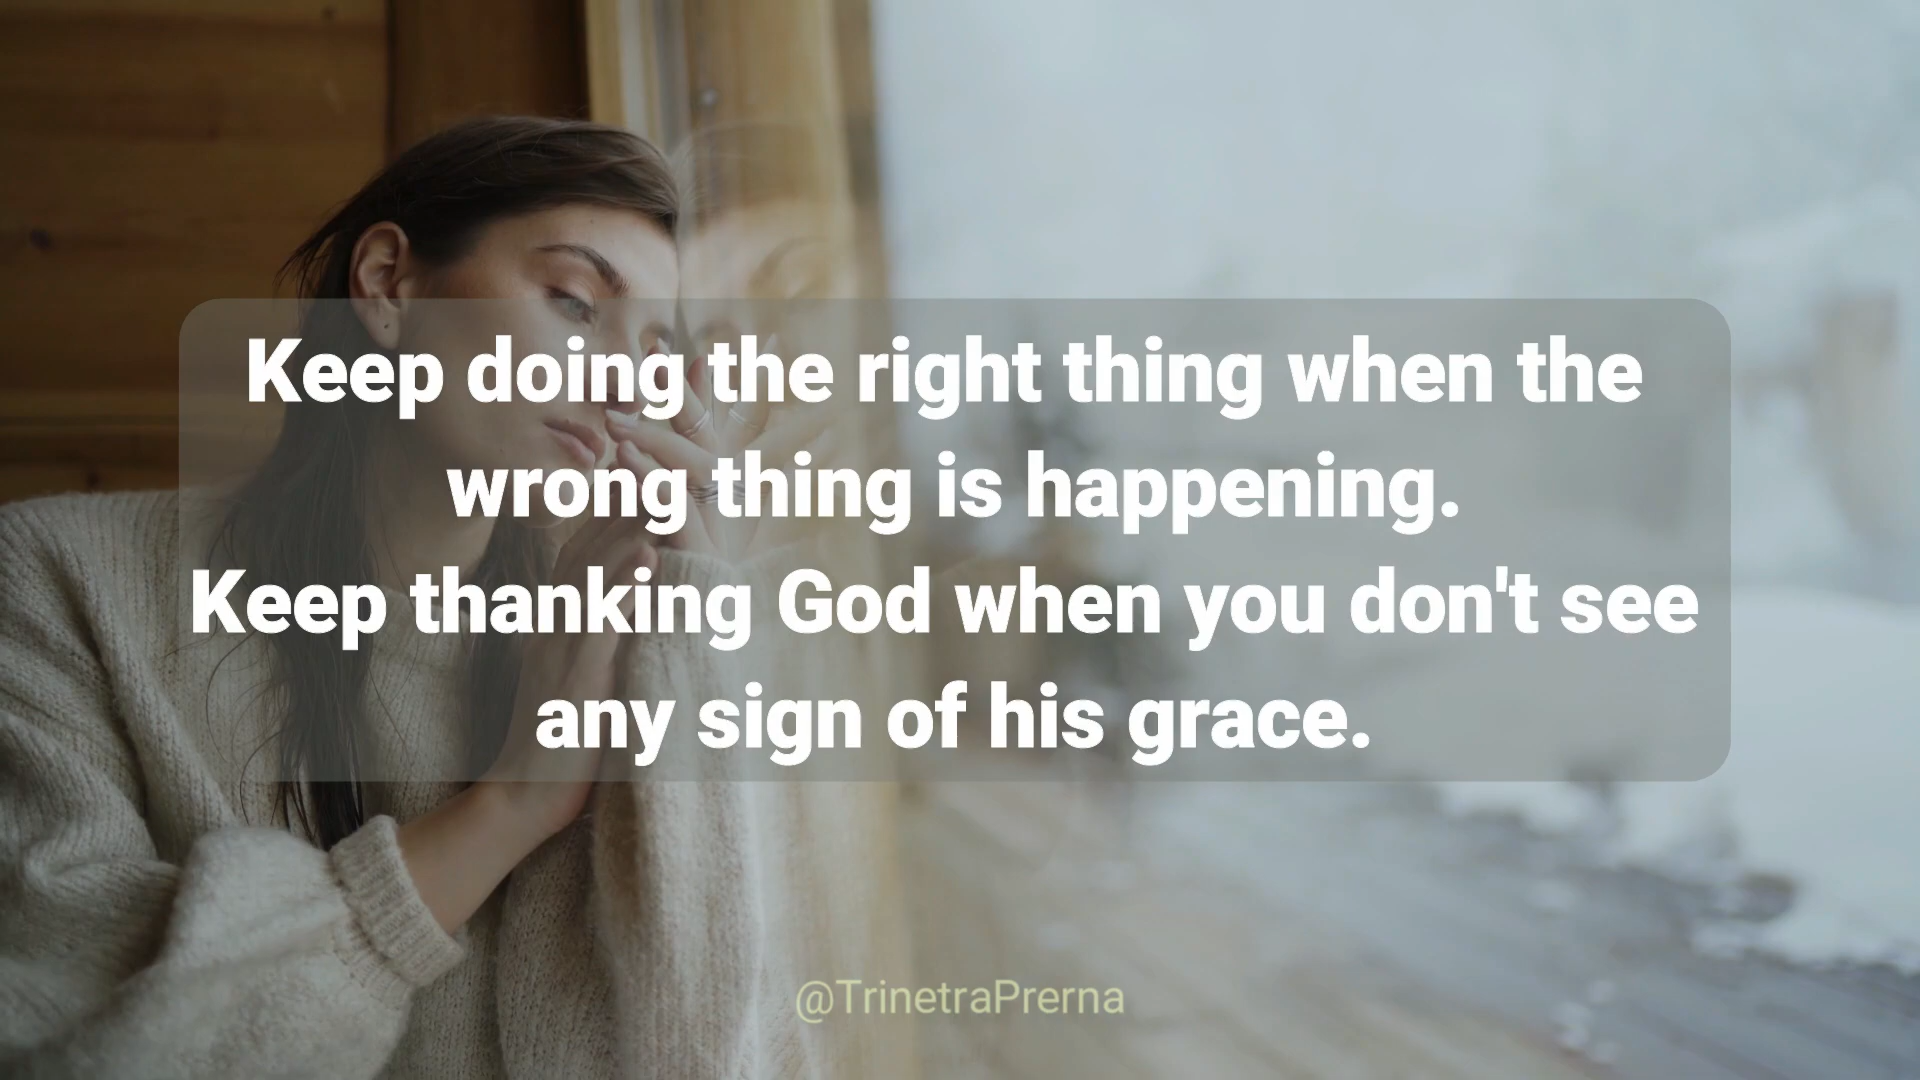 Keep doing the right thing when the
wrong thing is happening.
Keep thanking God when you don't see
any sign of his grace.
@TrinetraPrerna